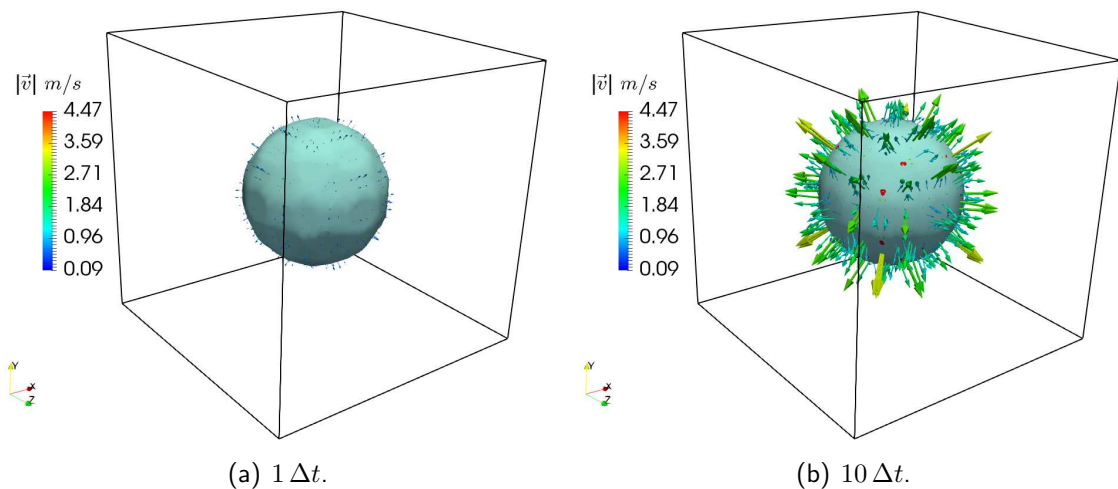 |v⃗| m/s
4.47
3.59
2.71
1.84
0.96
0.09
Y
X
Z
(a) 1 Δt.
|v⃗| m/s
4.47
3.59
2.71
1.84
0.96
0.09
Y
X
Z
(b) 10 Δt.